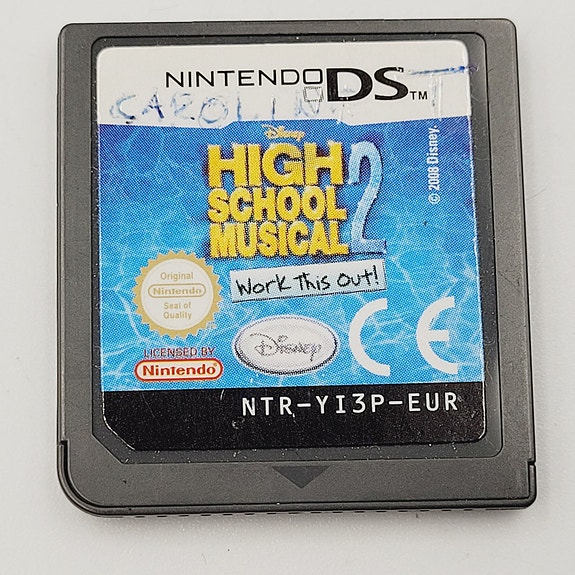 NINTENDODS™
CAROLIN T
Disney
HIGH
SCHOOL
MUSICAL 2
WORK THIS OUT!
© 2008 Disney.
Original
Nintendo
Seal of
Quality
LICENSED BY
Nintendo
Disney
CE
NTR-YI3P-EUR